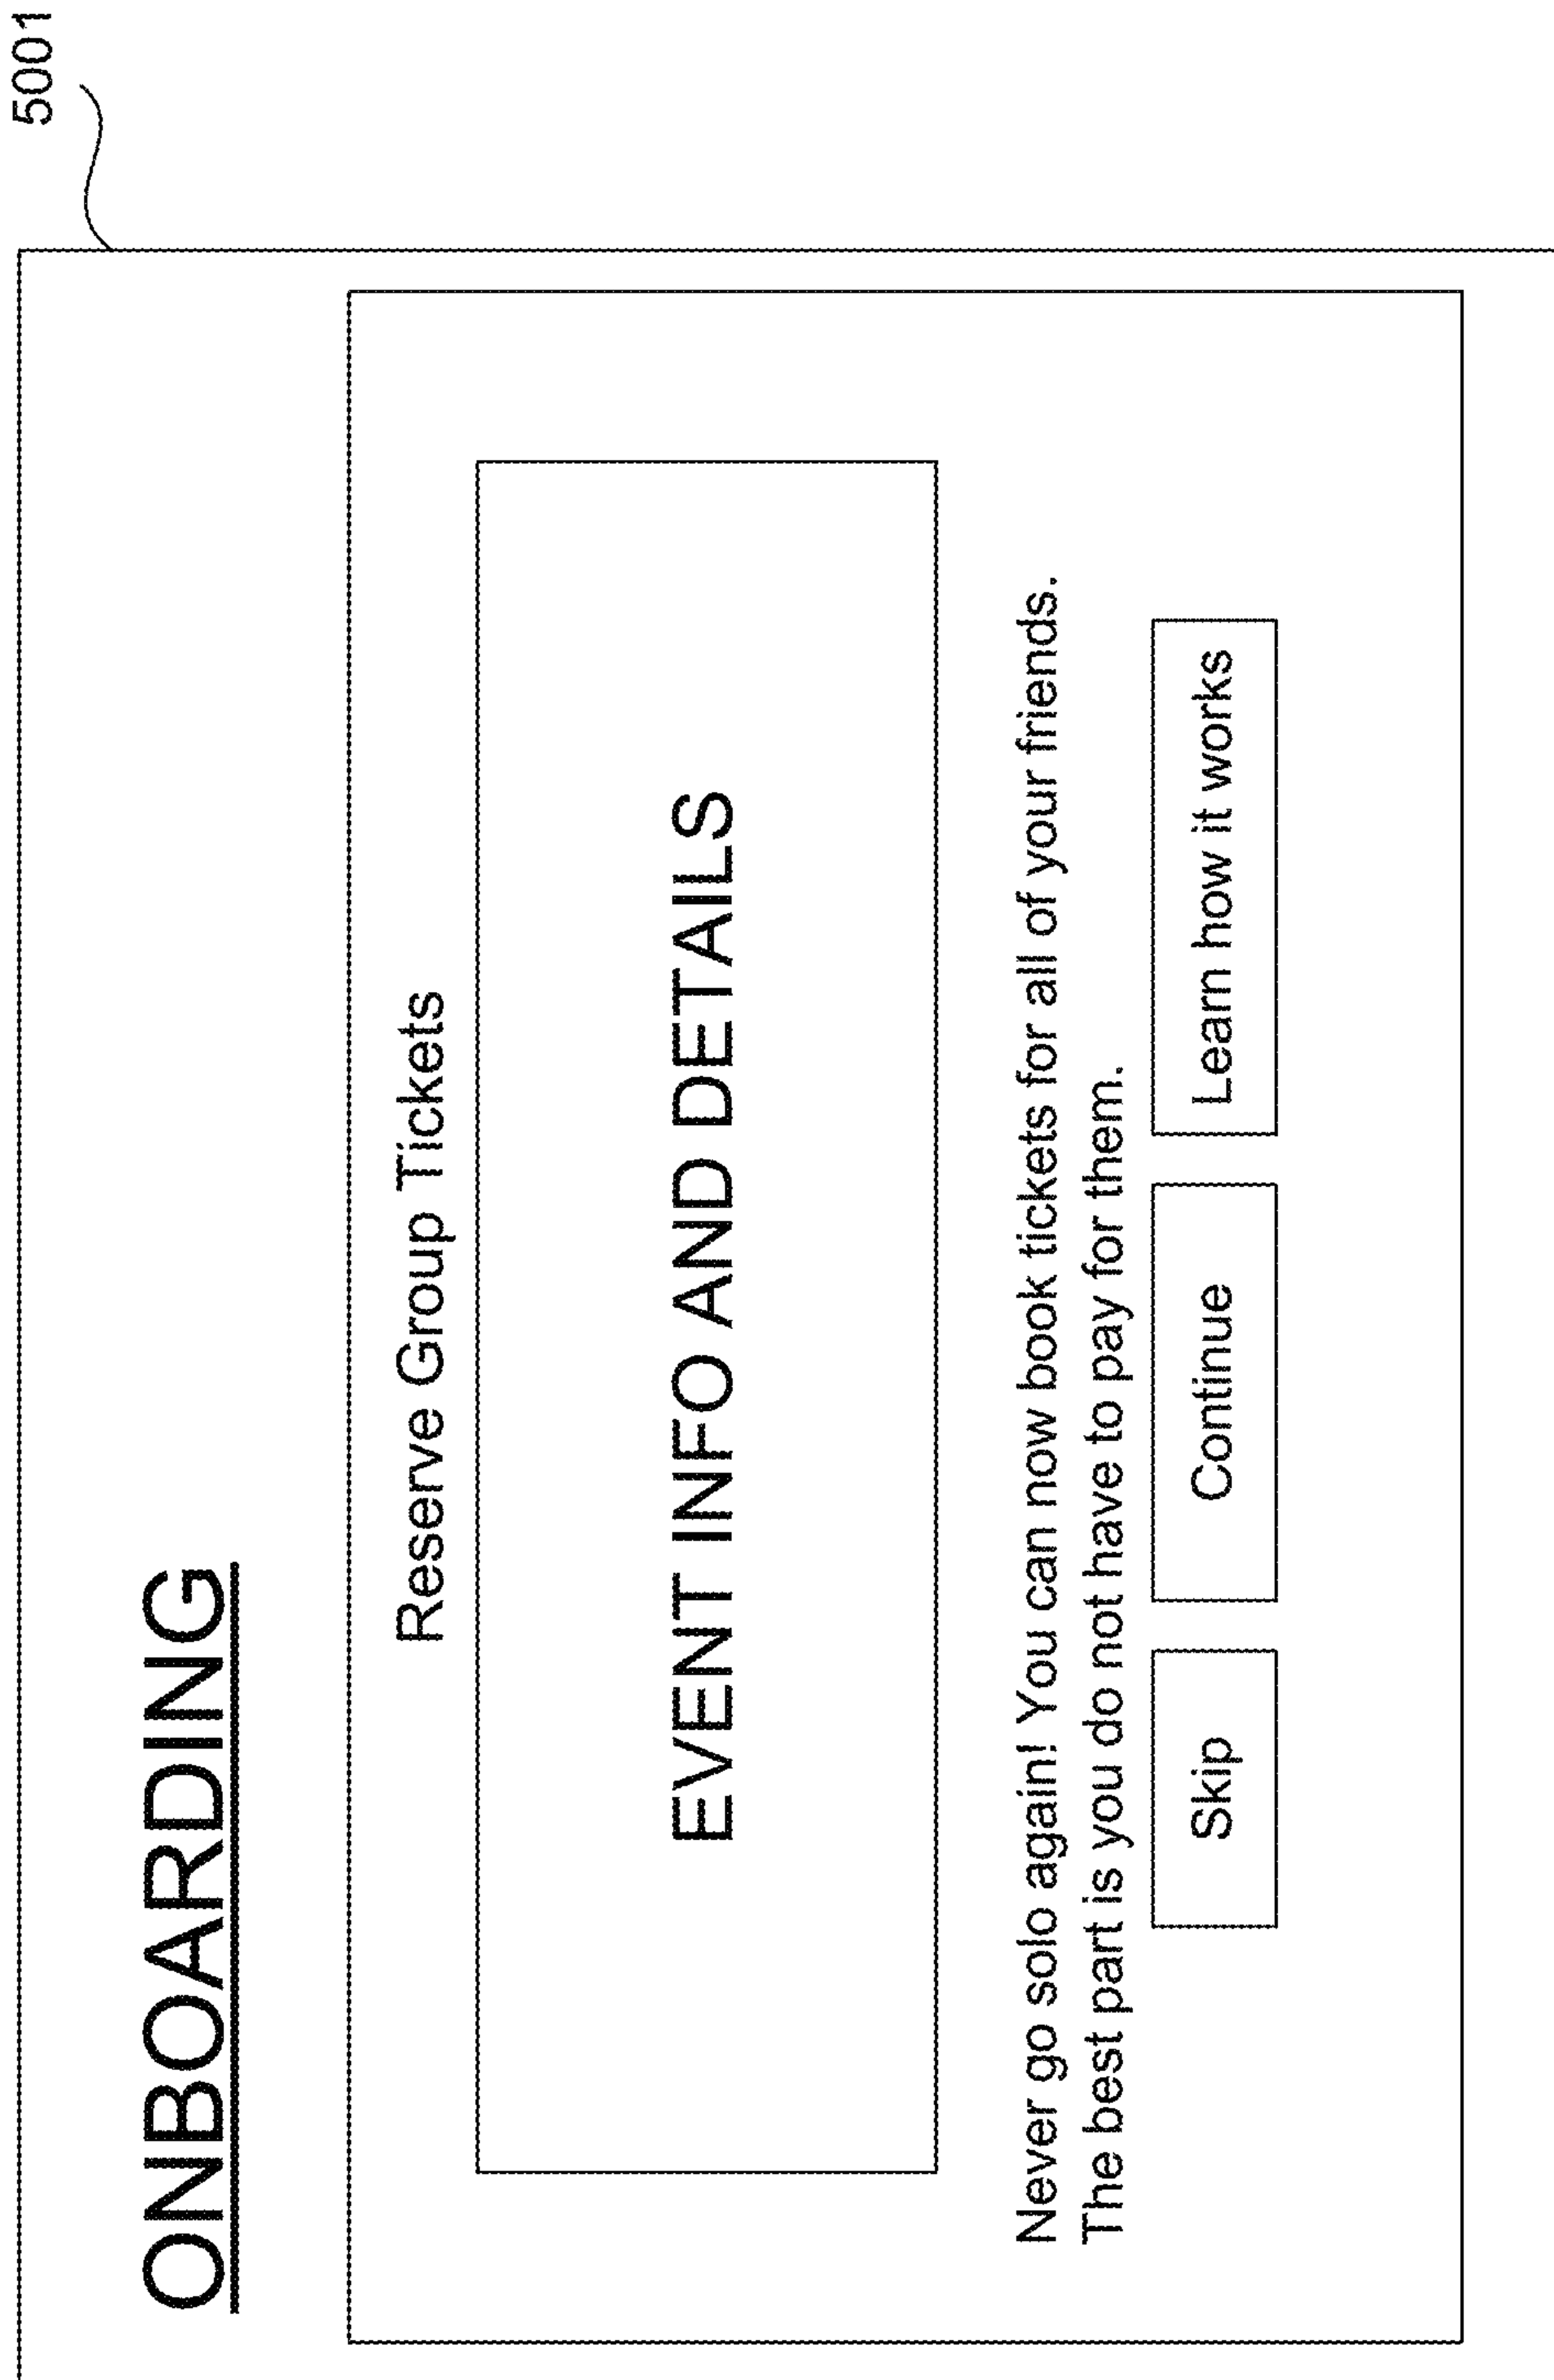 5001
ONBOARDING
Reserve Group Tickets
EVENT INFO AND DETAILS
Never go solo again! You can now book tickets for all of your friends.
The best part is you do not have to pay for them.
Skip
Continue
Learn how it works